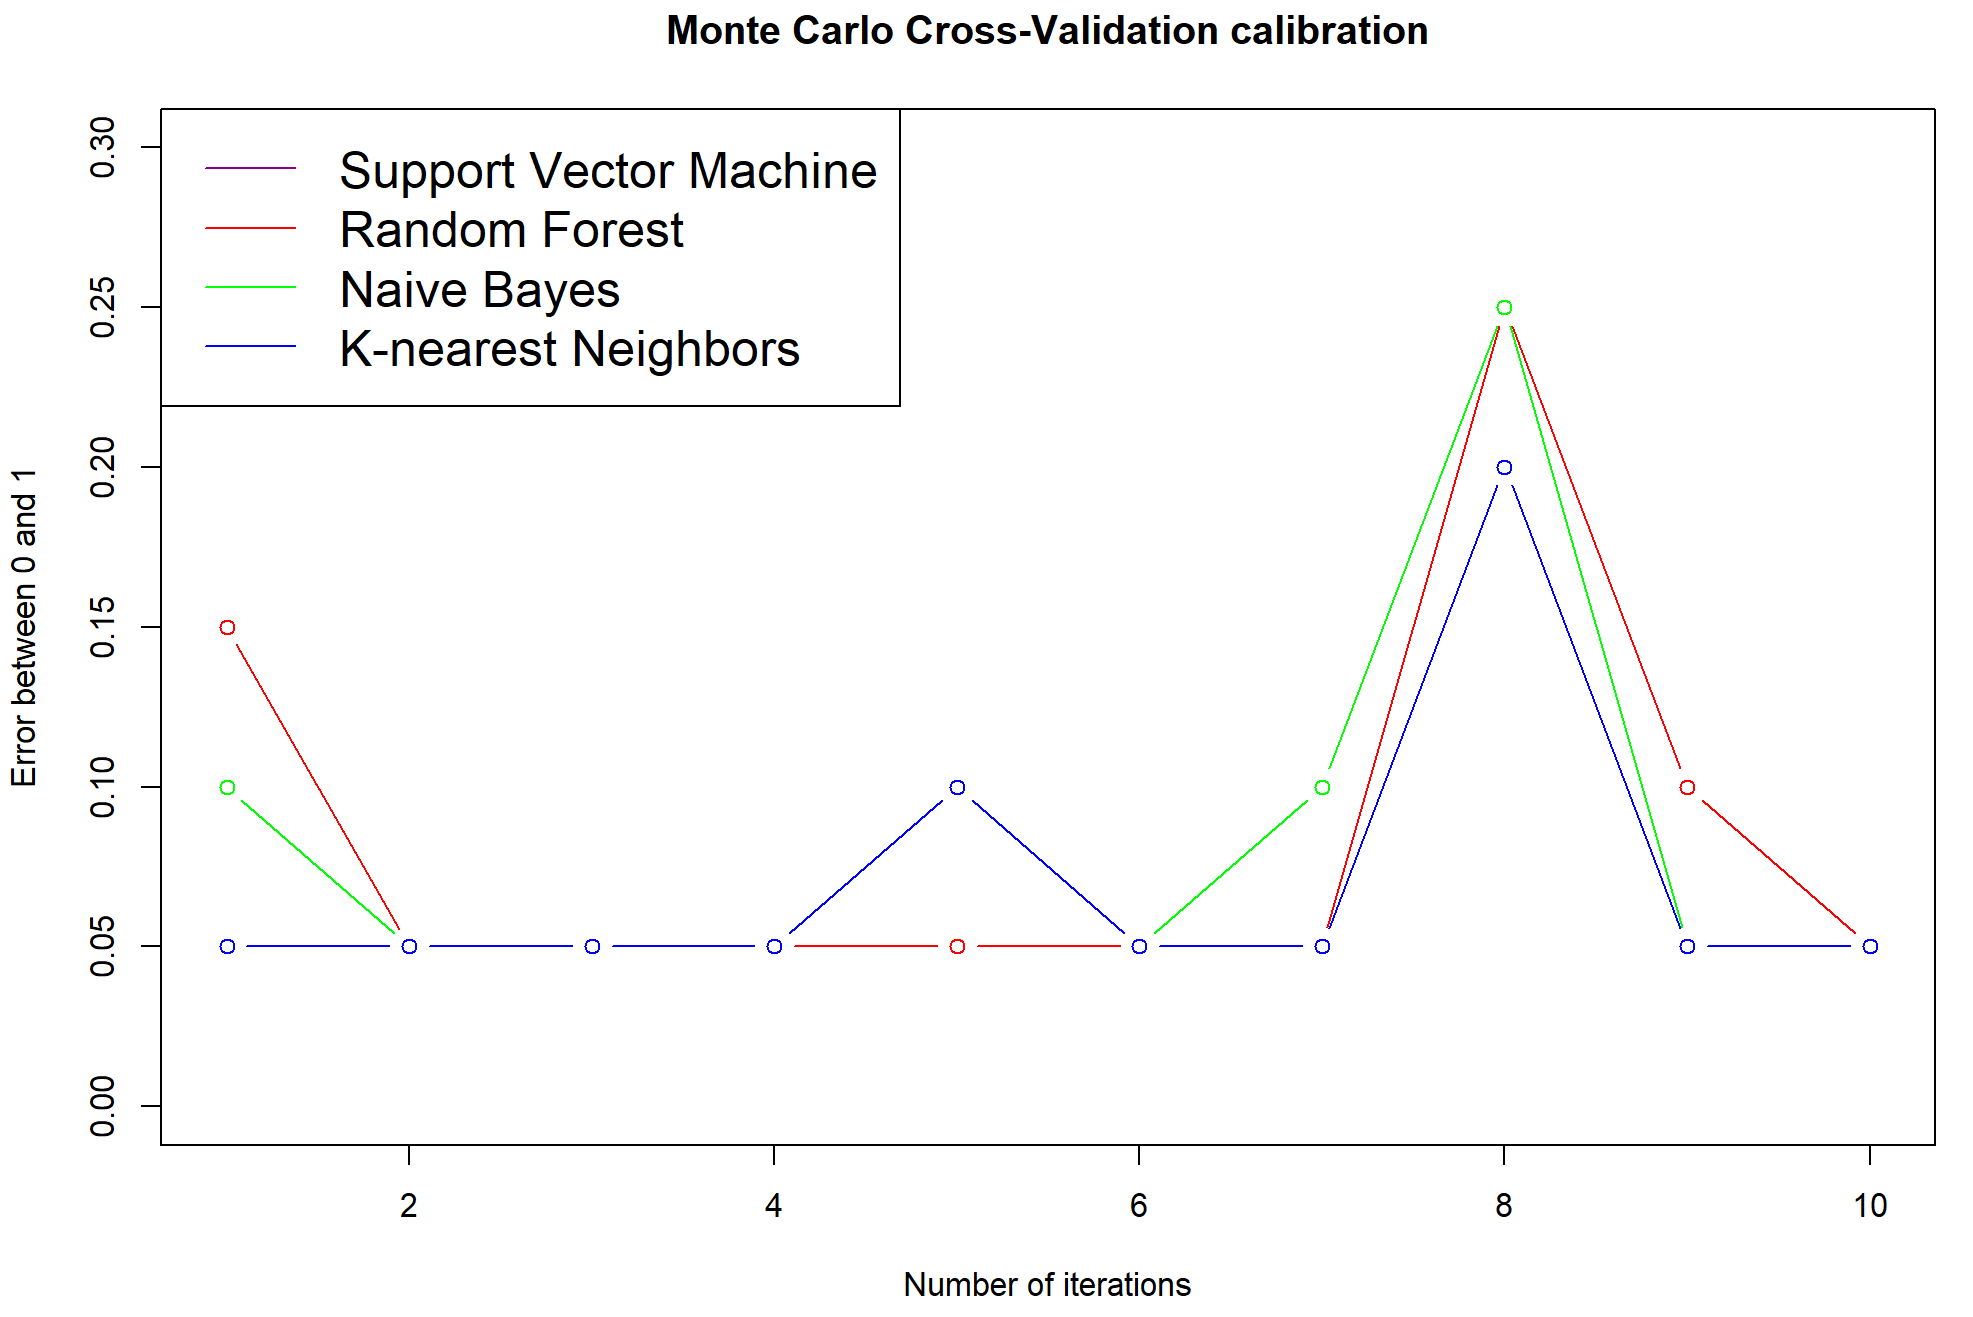 Monte Carlo Cross-Validation calibration
Support Vector Machine
Random Forest
Naive Bayes
K-nearest Neighbors
0.30
0.25
0.20
0.15
0.10
0.05
0.00
Error between 0 and 1
2 4 6 8 10
Number of iterations